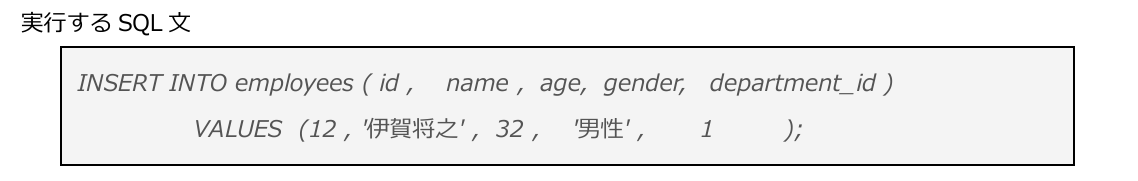 実行する SQL 文
INSERT INTO employees ( id , name , age, gender, department_id )
VALUES (12 , '伊賀将之' , 32 , '男性' , 1 );